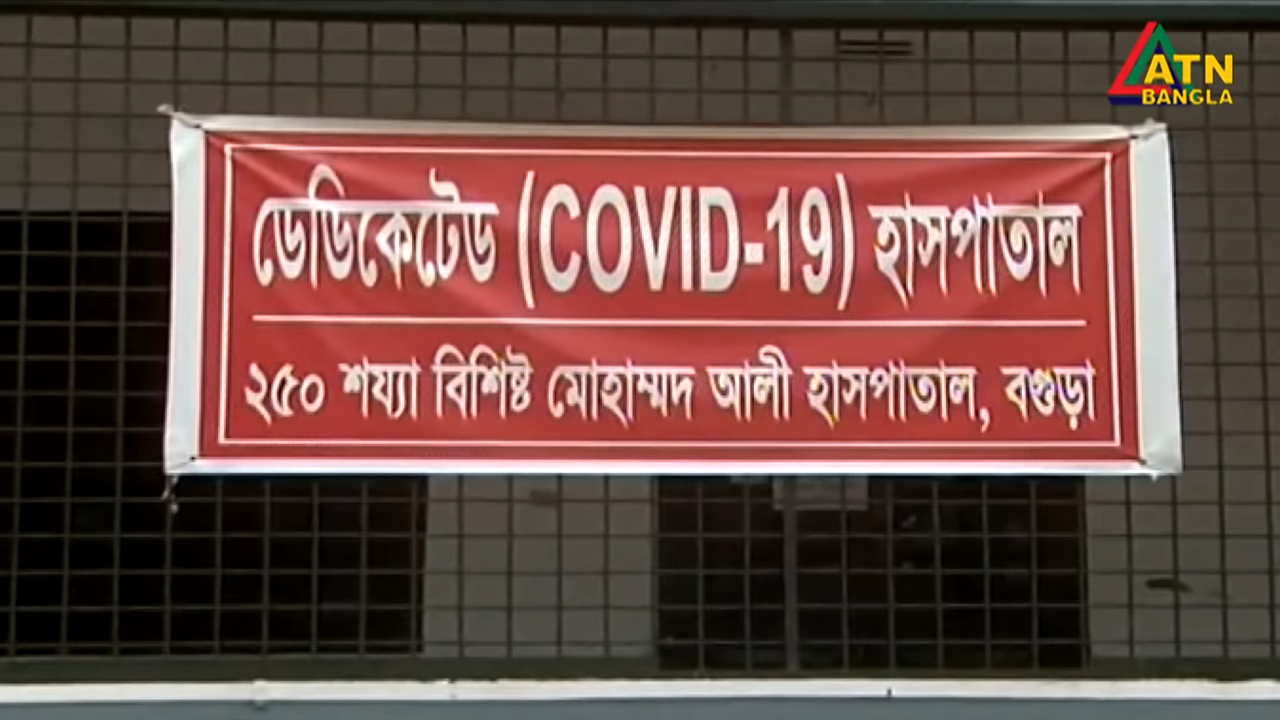 ATN
BANGLA
ডেডিকেটেড (COVID-19) হাসপাতাল
২৫০ শয্যা বিশিষ্ট মোহাম্মদ আলী হাসপাতাল, বগুড়া